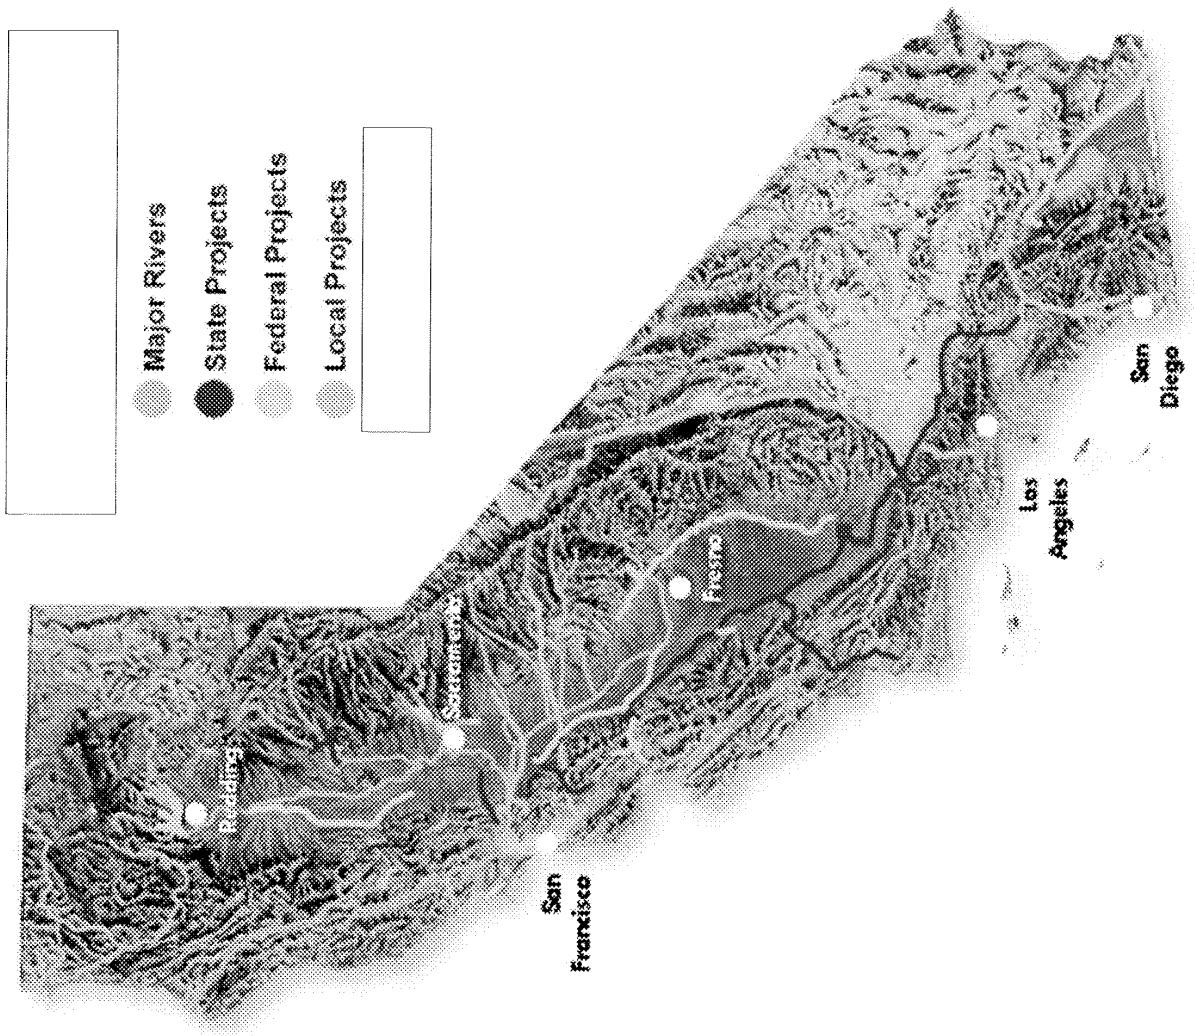 Major Rivers
State Projects
Federal Projects
Local Projects
Redding
Sacramento
San
Francisco
Fresno
Los
Angeles
San
Diego